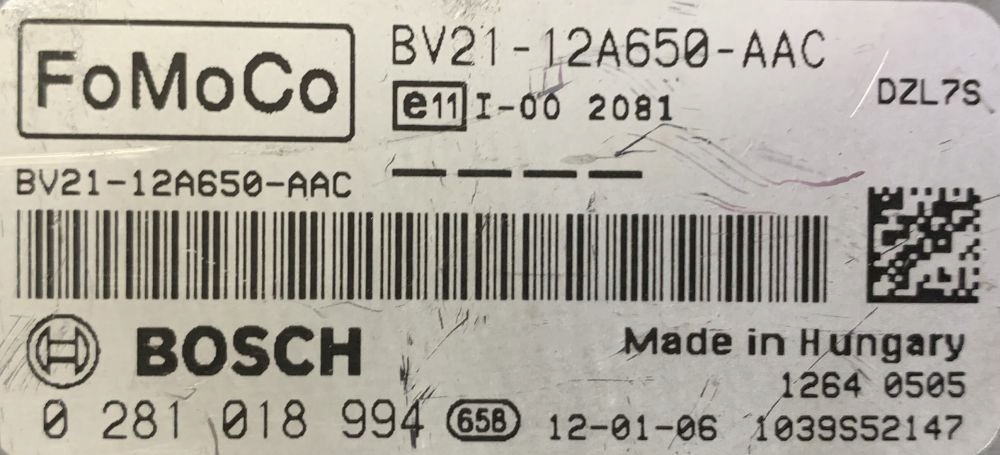 FoMoCo
BV21-12A650-AAC
e11 I-00 2081
DZL7S
BV21-12A650-AAC
BOSCH
Made in Hungary
1264 0505
0 281 018 994 65B 12-01-06 1039S52147